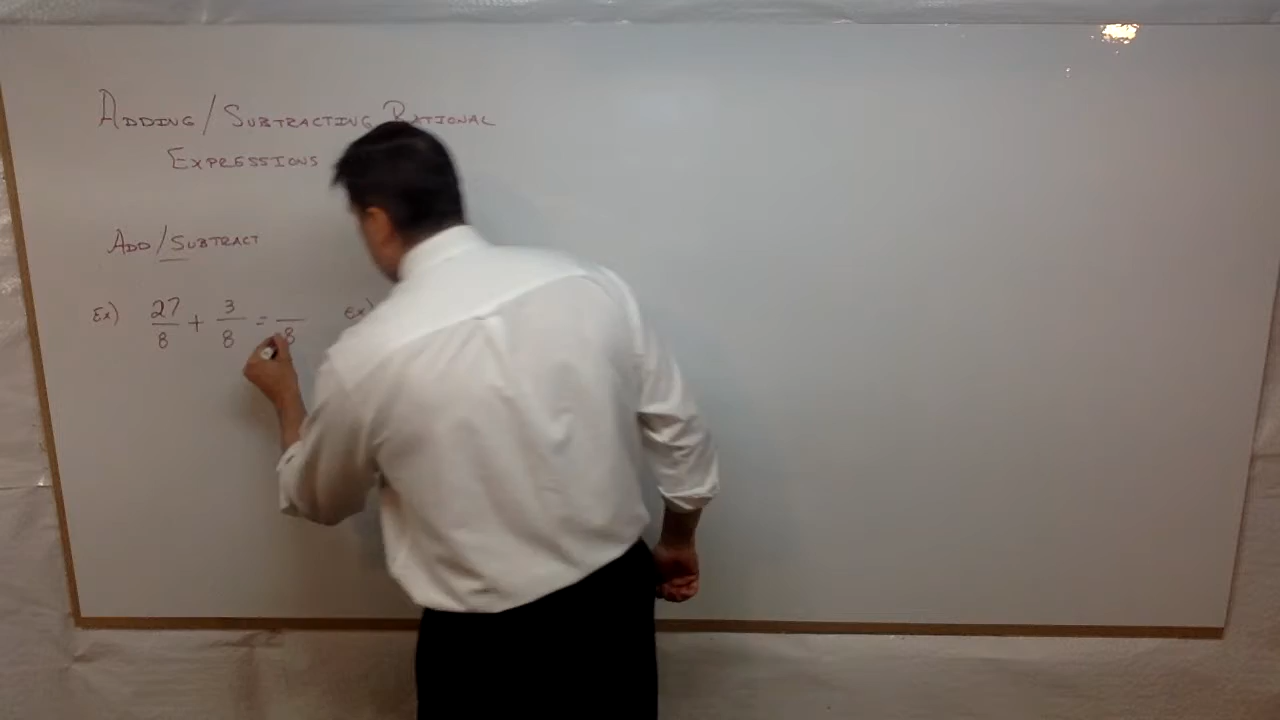 ADDING/SUBTRACTING RATIONAL
EXPRESSIONS
ADD/SUBTRACT
Ex) 27/8 + 3/8 = /8
Ex)